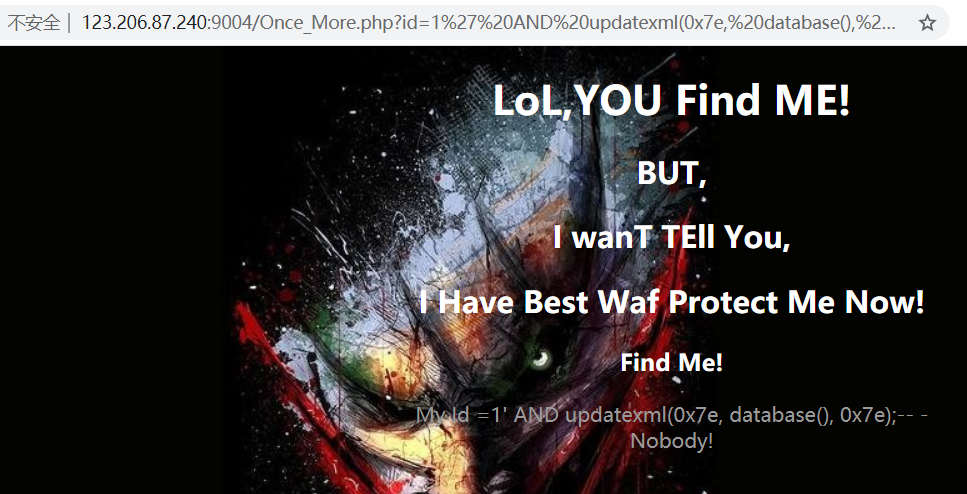 不安全 | 123.206.87.240:9004/Once_More.php?id=1%27%20AND%20updatexml(0x7e,%20database(),%2...
LoL,YOU Find ME!
BUT,
I wanT TEll You,
I Have Best Waf Protect Me Now!
Find Me!
My Id =1' AND updatexml(0x7e, database(), 0x7e);-- -
Nobody!